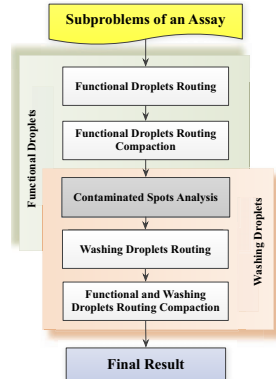 Subproblems of an Assay
Functional Droplets Routing
Functional Droplets Routing
Compaction
Functional Droplets
Contaminated Spots Analysis
Washing Droplets Routing
Functional and Washing
Droplets Routing Compaction
Washing Droplets
Final Result